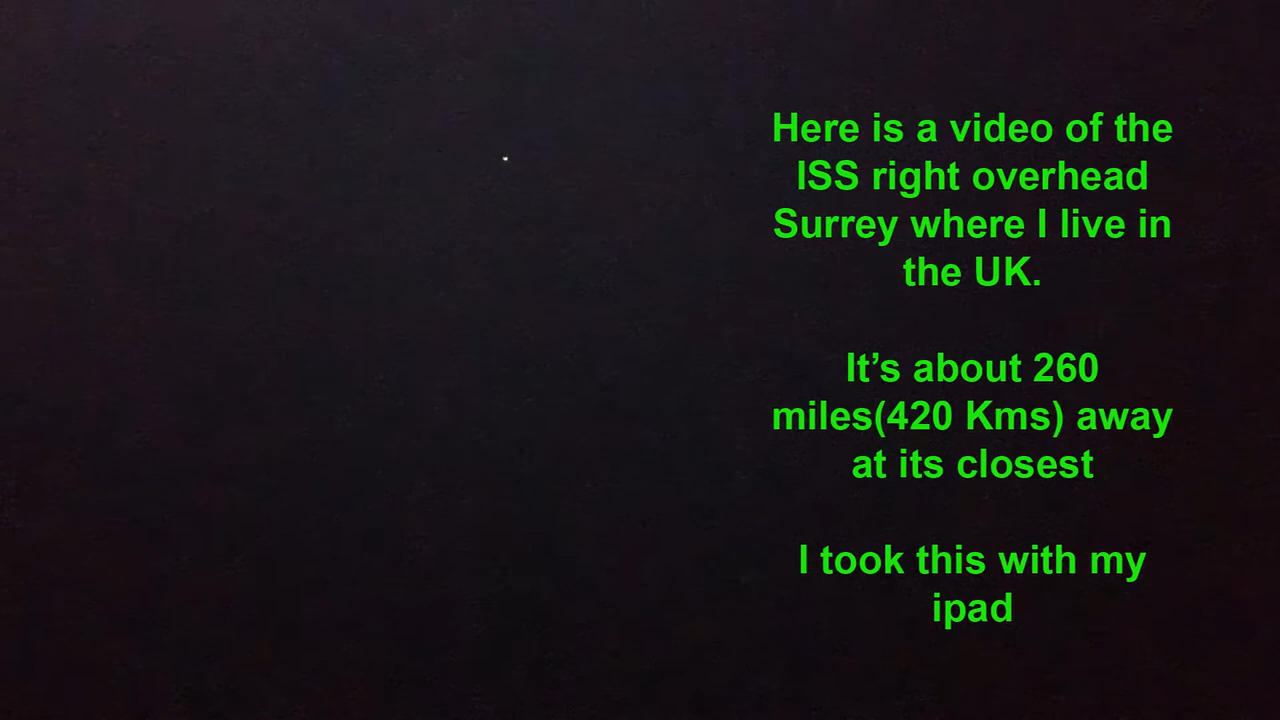 Here is a video of the
ISS right overhead
Surrey where I live in
the UK.
It’s about 260
miles(420 Kms) away
at its closest
I took this with my
ipad